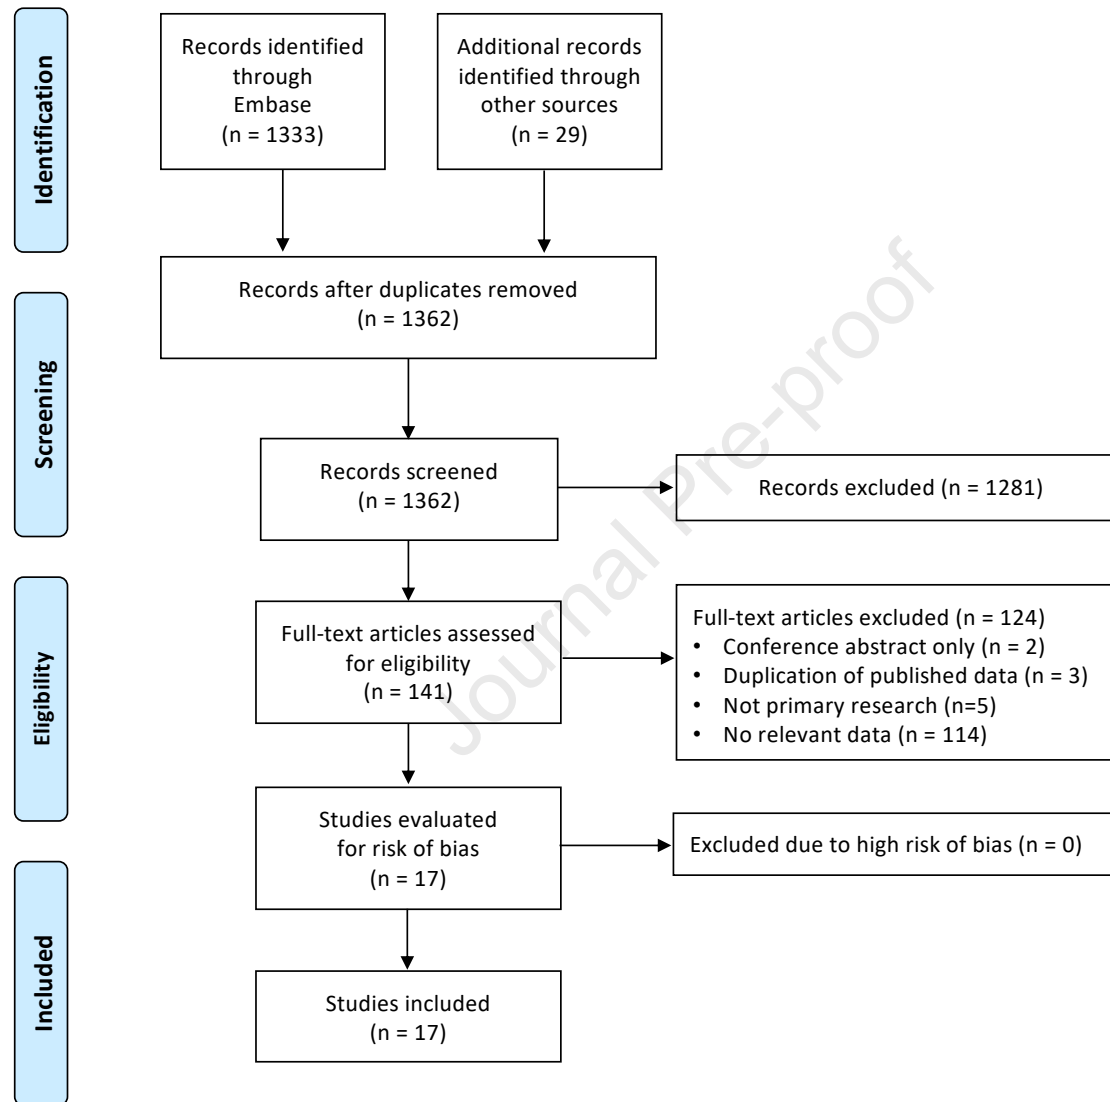 Identification
Records identified
through
Embase
(n = 1333)
Additional records
identified through
other sources
(n = 29)
Records after duplicates removed
(n = 1362)
Screening
Records screened
(n = 1362)
Records excluded (n = 1281)
Eligibility
Full-text articles assessed
for eligibility
(n = 141)
Full-text articles excluded (n = 124)
• Conference abstract only (n = 2)
• Duplication of published data (n = 3)
• Not primary research (n=5)
• No relevant data (n = 114)
Studies evaluated
for risk of bias
(n = 17)
Excluded due to high risk of bias (n = 0)
Included
Studies included
(n = 17)
Journal Pre-proof